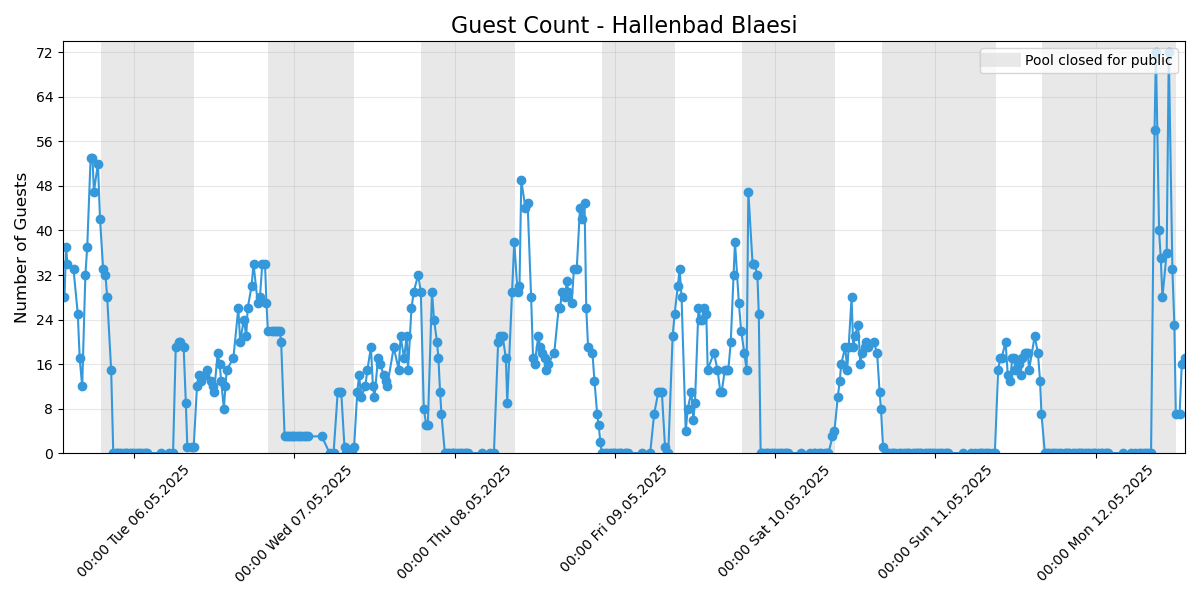 Guest Count - Hallenbad Blaesi
Pool closed for public
Number of Guests
72
64
56
48
40
32
24
16
8
0
00:00 Tue 06.05.2025
00:00 Wed 07.05.2025
00:00 Thu 08.05.2025
00:00 Fri 09.05.2025
00:00 Sat 10.05.2025
00:00 Sun 11.05.2025
00:00 Mon 12.05.2025